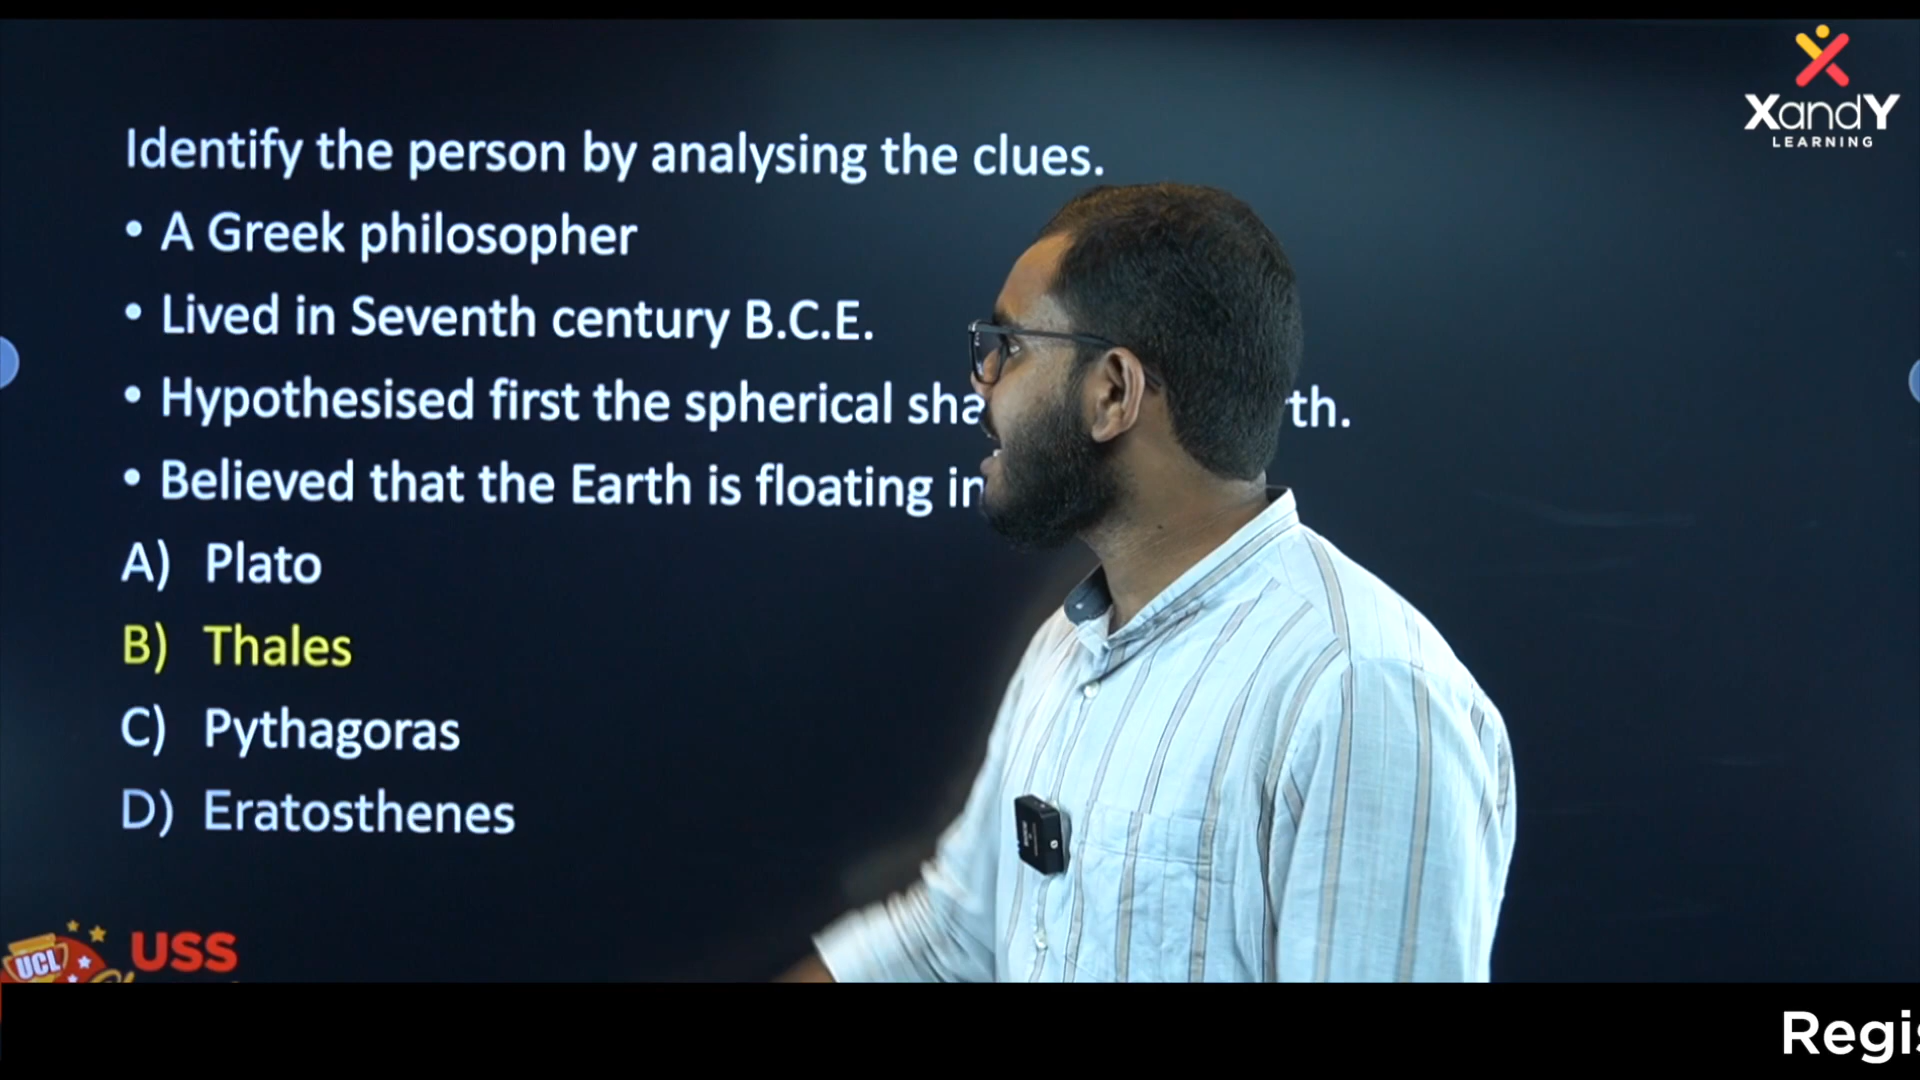 XandY
LEARNING
Identify the person by analysing the clues.
• A Greek philosopher
• Lived in Seventh century B.C.E.
• Hypothesised first the spherical sha th.
• Believed that the Earth is floating in
A) Plato
B) Thales
C) Pythagoras
D) Eratosthenes
UCL USS
Regis